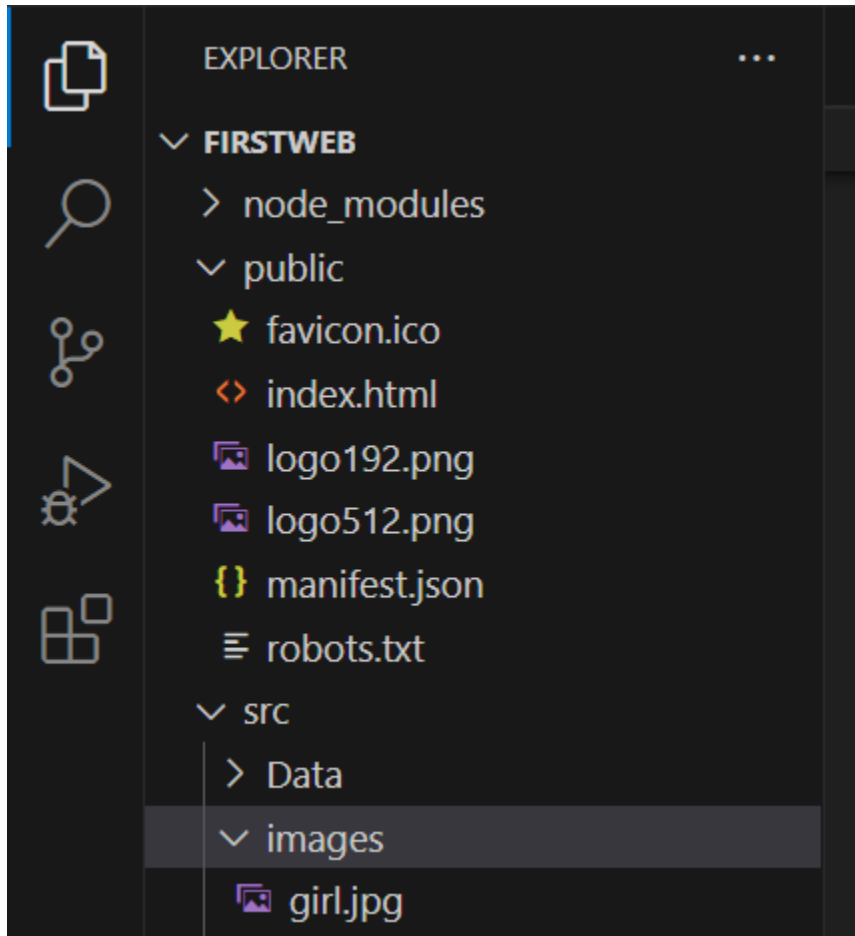 EXPLORER
FIRSTWEB
node_modules
public
favicon.ico
index.html
logo192.png
logo512.png
manifest.json
robots.txt
src
Data
images
girl.jpg